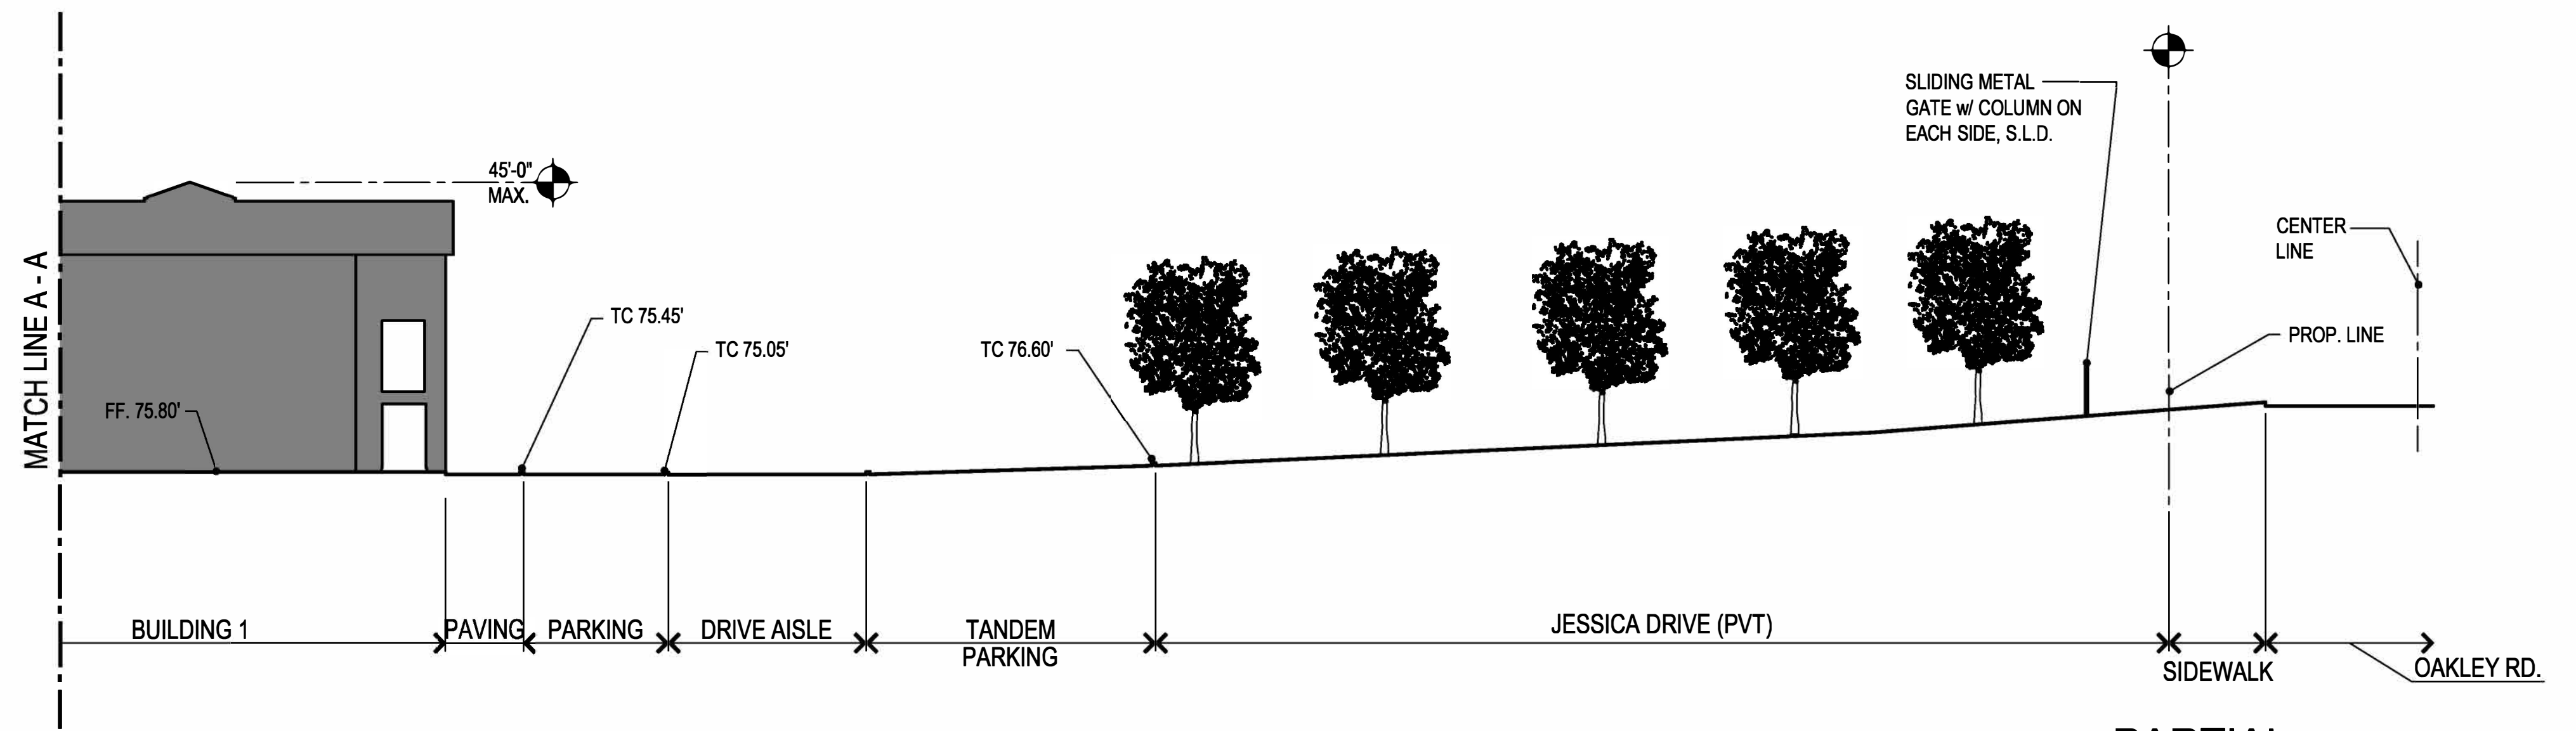 MATCH LINE A - A
45'-0"
MAX.
SLIDING METAL
GATE w/ COLUMN ON
EACH SIDE, S.L.D.
CENTER
LINE
TC 75.45'
TC 75.05'
TC 76.60'
PROP. LINE
FF. 75.80'
BUILDING 1
PAVING
PARKING
DRIVE AISLE
TANDEM
PARKING
JESSICA DRIVE (PVT)
SIDEWALK
OAKLEY RD.